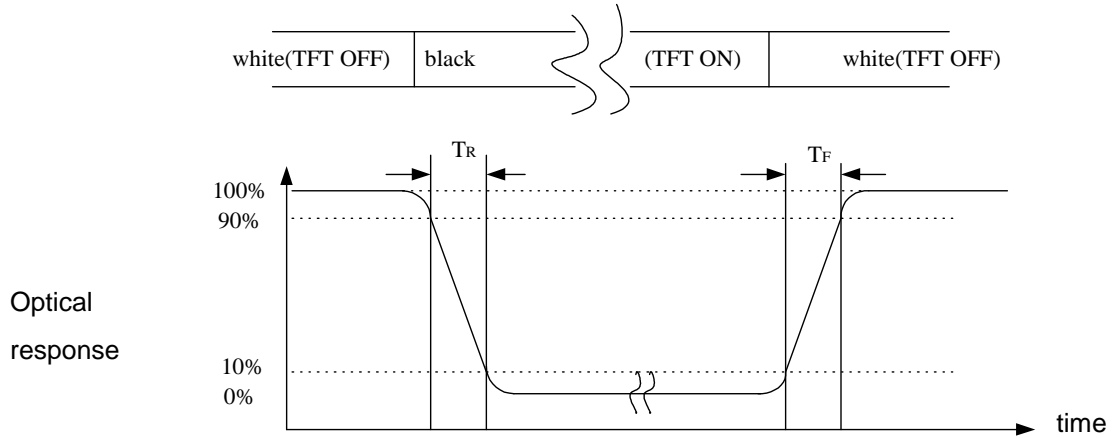 white(TFT OFF) black (TFT ON) white(TFT OFF)
TR TF
100%
90%
Optical
response
10%
0%
time